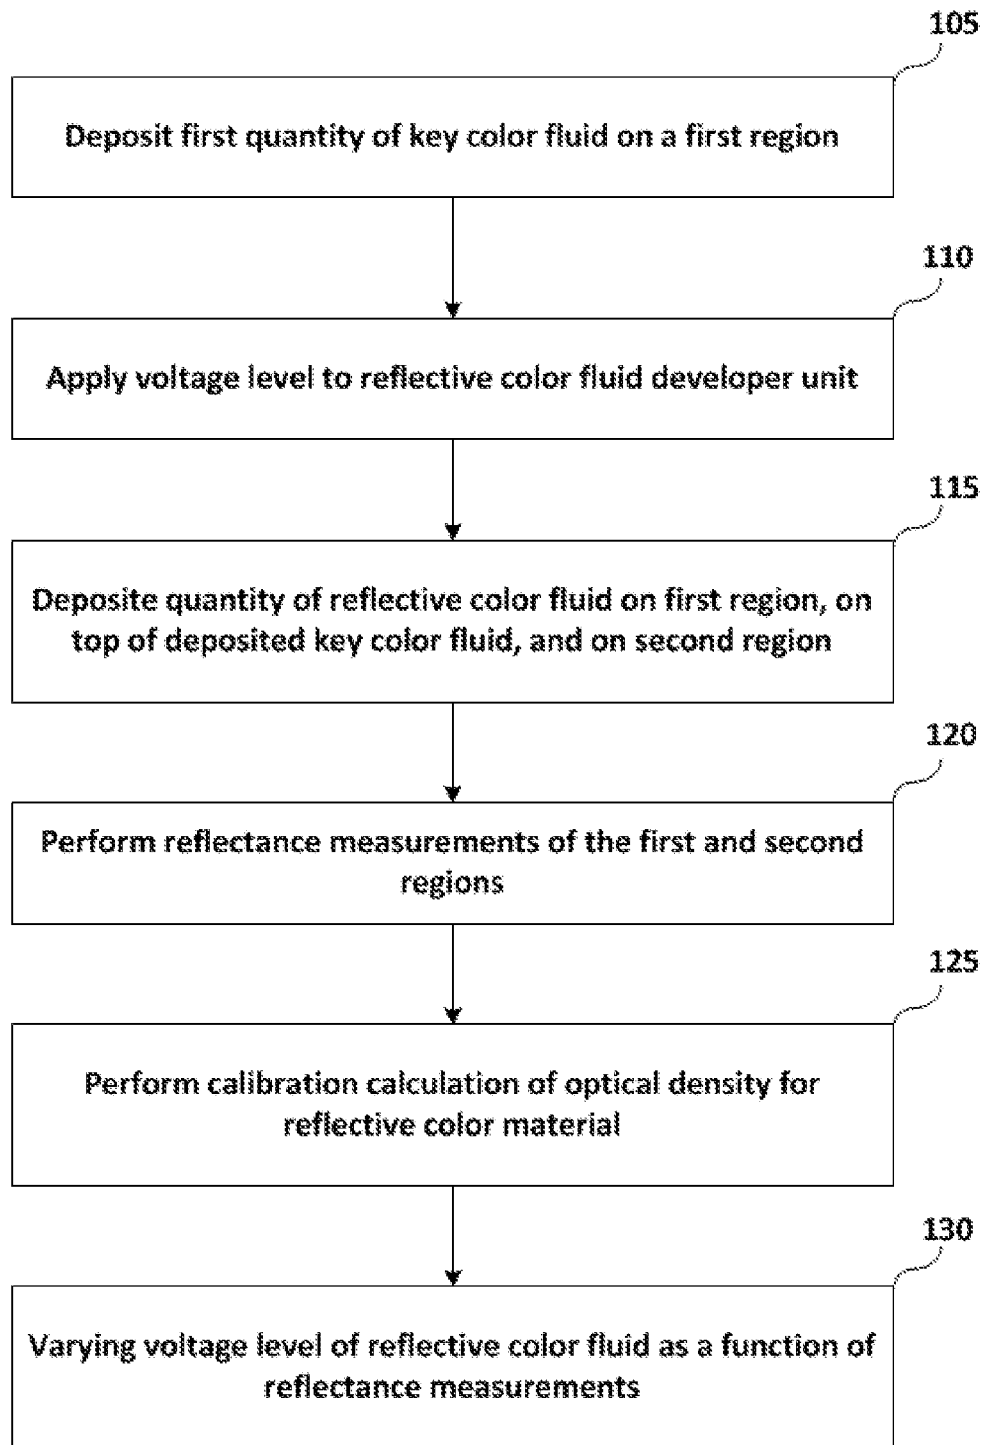 105
Deposit first quantity of key color fluid on a first region
110
Apply voltage level to reflective color fluid developer unit
115
Deposite quantity of reflective color fluid on first region, on
top of deposited key color fluid, and on second region
120
Perform reflectance measurements of the first and second
regions
125
Perform calibration calculation of optical density for
reflective color material
130
Varying voltage level of reflective color fluid as a function of
reflectance measurements